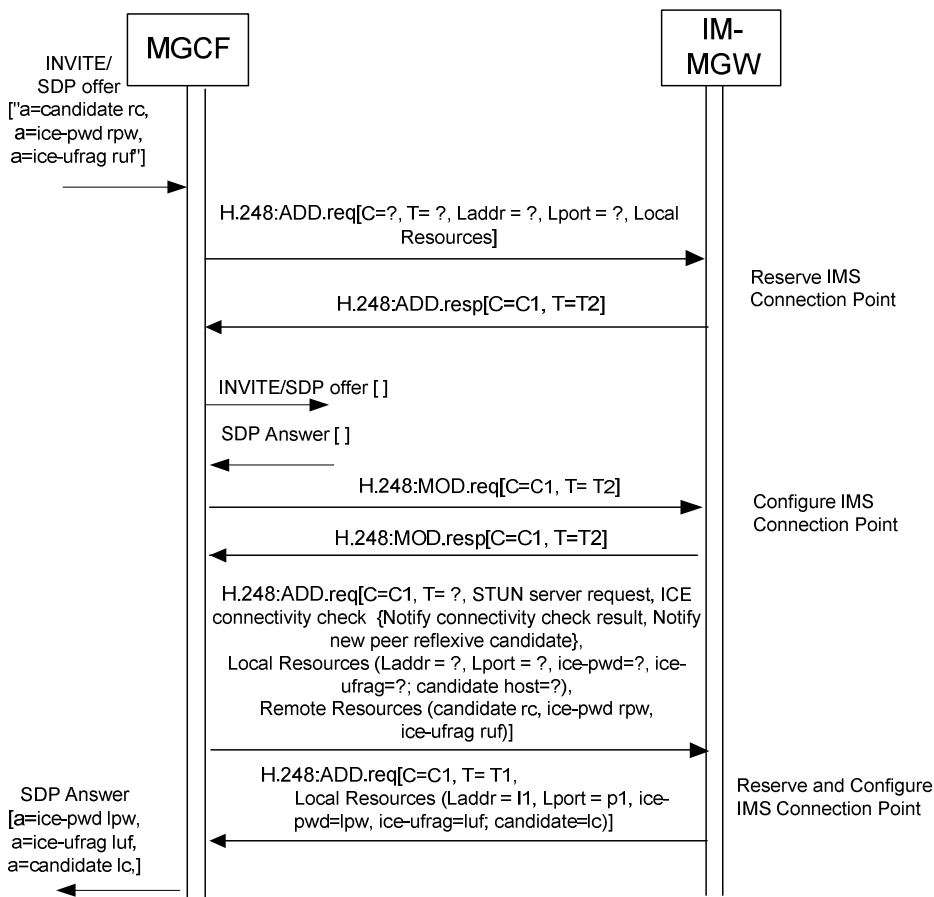 MGCF
IM-
MGW
INVITE/
SDP offer
["a=candidate rc,
a=ice-pwd rpw,
a=ice-ufrag ruf"]
H.248:ADD.req[C=?, T= ?, Laddr = ?, Lport = ?, Local
Resources]
Reserve IMS
Connection Point
H.248:ADD.resp[C=C1, T=T2]
INVITE/SDP offer [ ]
SDP Answer [ ]
H.248:MOD.req[C=C1, T= T2]
Configure IMS
Connection Point
H.248:MOD.resp[C=C1, T=T2]
H.248:ADD.req[C=C1, T= ?, STUN server request, ICE
connectivity check {Notify connectivity check result, Notify
new peer reflexive candidate},
Local Resources (Laddr = ?, Lport = ?, ice-pwd=?, ice-
ufrag=?; candidate host=?),
Remote Resources (candidate rc, ice-pwd rpw,
ice-ufrag ruf)]
H.248:ADD.req[C=C1, T= T1,
Local Resources (Laddr = l1, Lport = p1, ice-
pwd=lpw, ice-ufrag=luf; candidate=lc)]
Reserve and Configure
IMS Connection Point
SDP Answer
[a=ice-pwd lpw,
a=ice-ufrag luf,
a=candidate lc,]